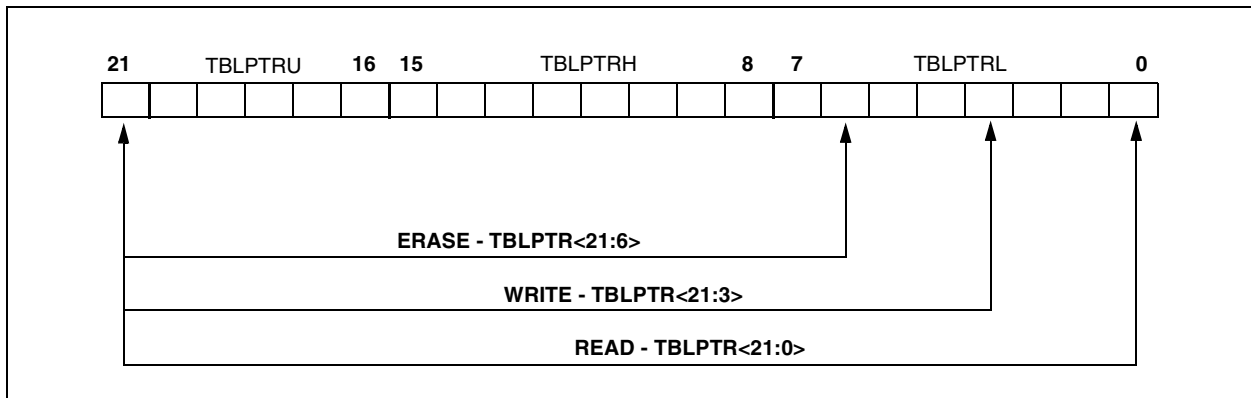 21 TBLPTRU 16 15 TBLPTRH 8 7 TBLPTRL 0
ERASE - TBLPTR<21:6>
WRITE - TBLPTR<21:3>
READ - TBLPTR<21:0>